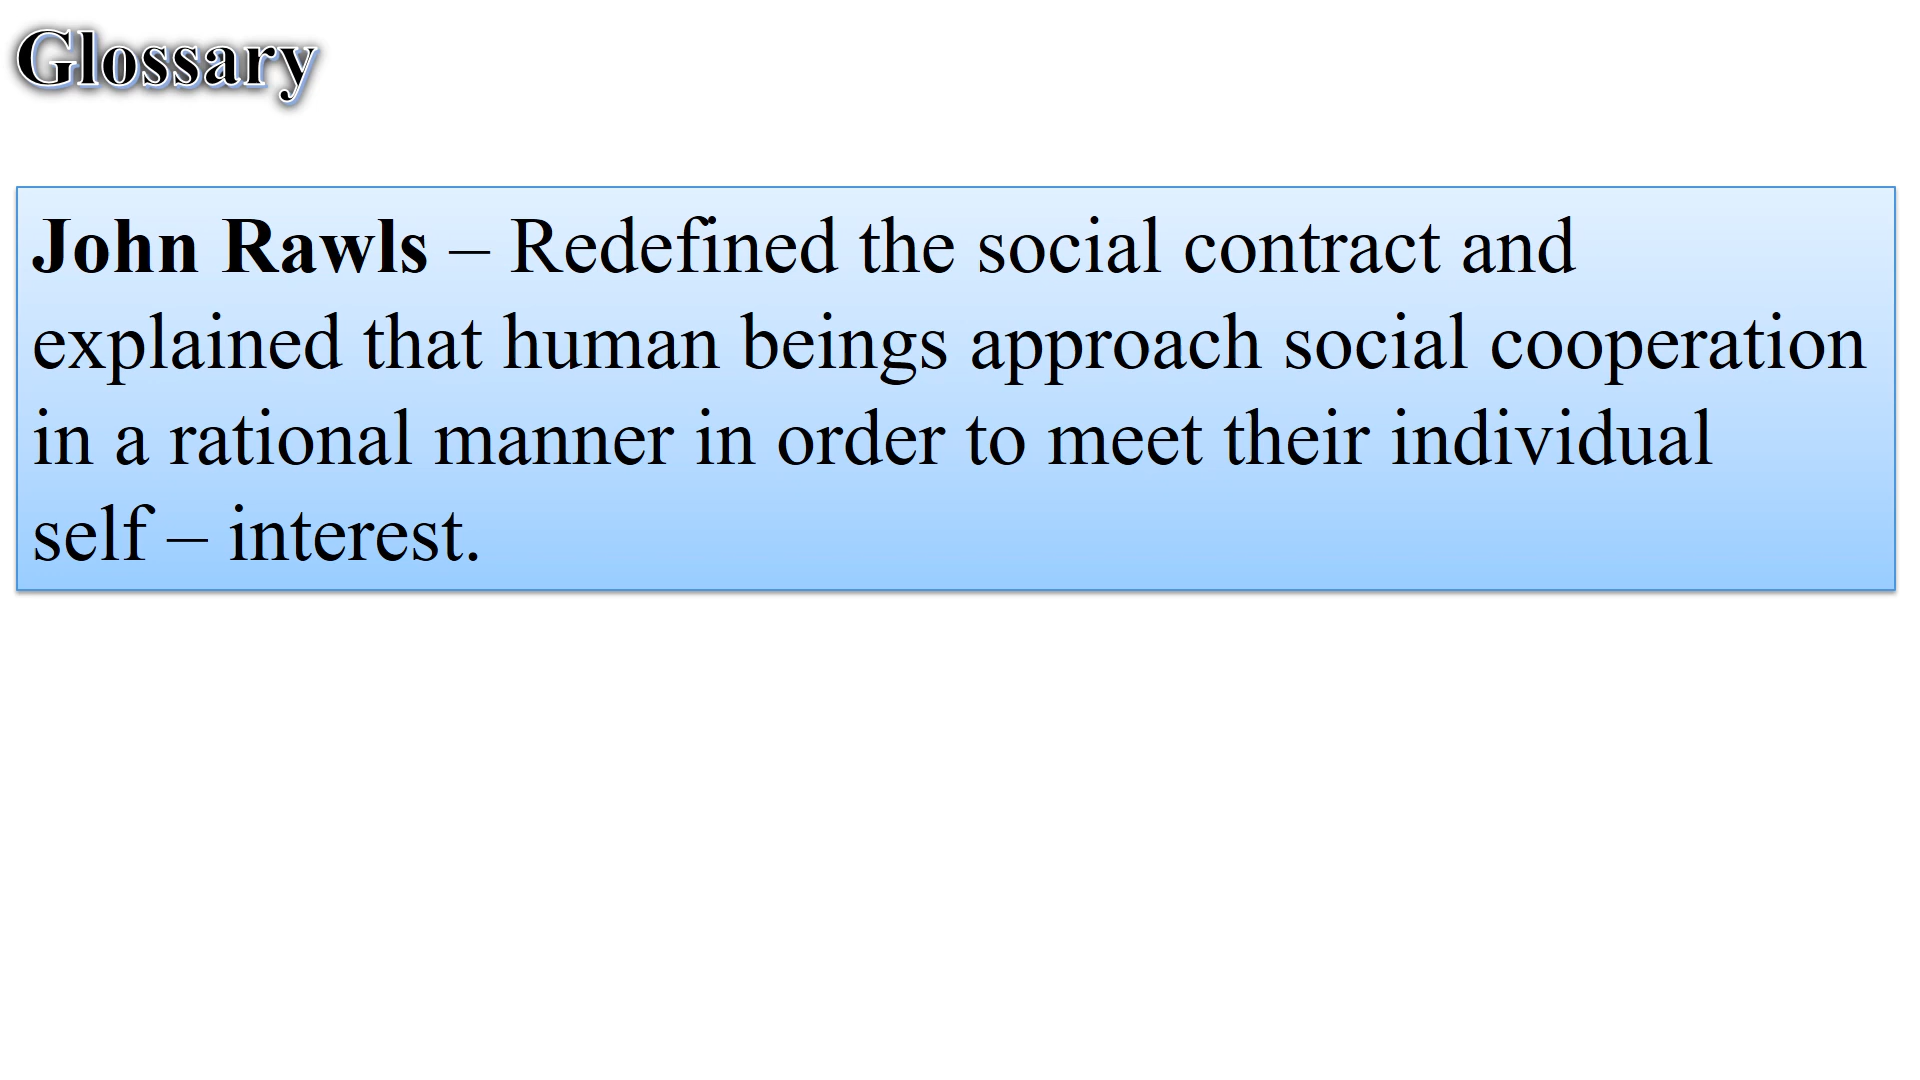 Glossary
John Rawls – Redefined the social contract and
explained that human beings approach social cooperation
in a rational manner in order to meet their individual
self – interest.